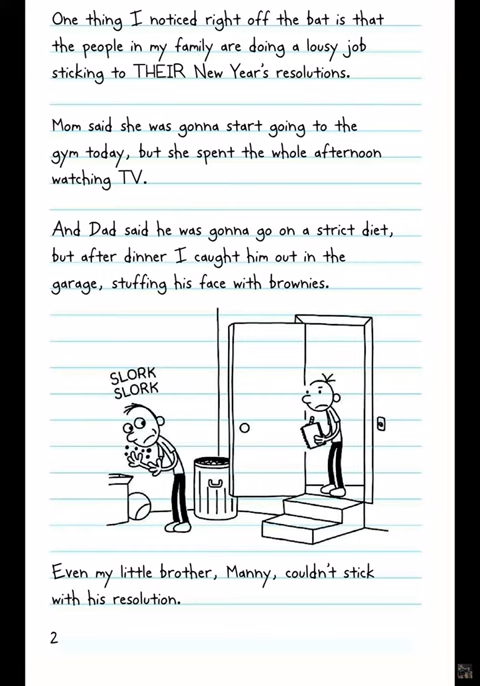 One thing I noticed right off the bat is that
the people in my family are doing a lousy job
sticking to THEIR New Year's resolutions.
Mom said she was gonna start going to the
gym today, but she spent the whole afternoon
watching TV.
And Dad said he was gonna go on a strict diet,
but after dinner I caught him out in the
garage, stuffing his face with brownies.
SLORK
SLORK
Even my little brother, Manny, couldn't stick
with his resolution.
2